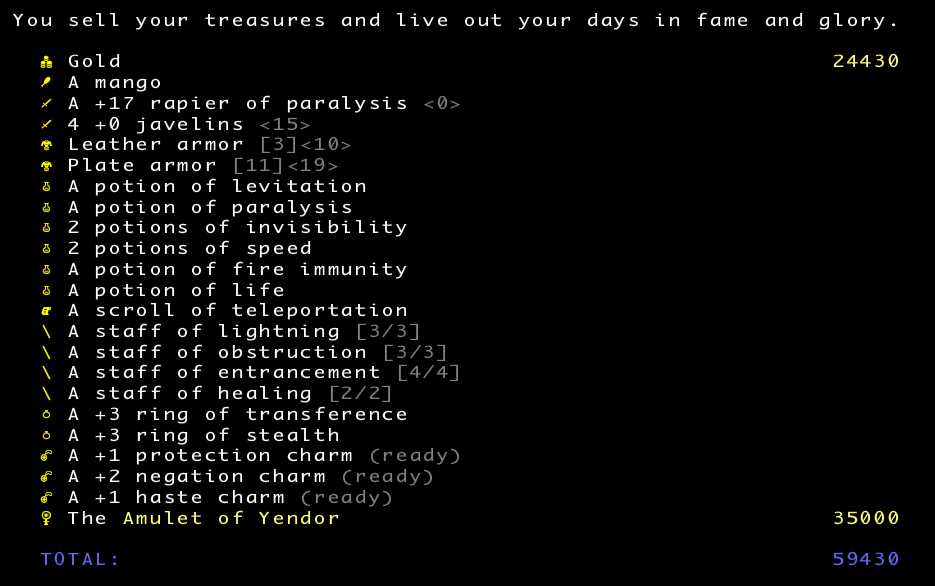 You sell your treasures and live out your days in fame and glory.
Gold 24430
A mango
A +17 rapier of paralysis <0>
4 +0 javelins <15>
Leather armor [3]<10>
Plate armor [11]<19>
A potion of levitation
A potion of paralysis
2 potions of invisibility
2 potions of speed
A potion of fire immunity
A potion of life
A scroll of teleportation
A staff of lightning [3/3]
A staff of obstruction [3/3]
A staff of entrancement [4/4]
A staff of healing [2/2]
A +3 ring of transference
A +3 ring of stealth
A +1 protection charm (ready)
A +2 negation charm (ready)
A +1 haste charm (ready)
The Amulet of Yendor 35000
TOTAL: 59430